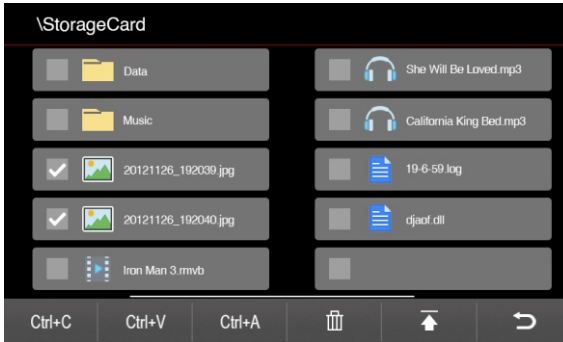 \StorageCard
Data
Music
20121126_192039.jpg
20121126_192040.jpg
Iron Man 3.rmvb
She Will Be Loved.mp3
California King Bed.mp3
19-6-59.log
djaof.dll
Ctrl+C
Ctrl+V
Ctrl+A